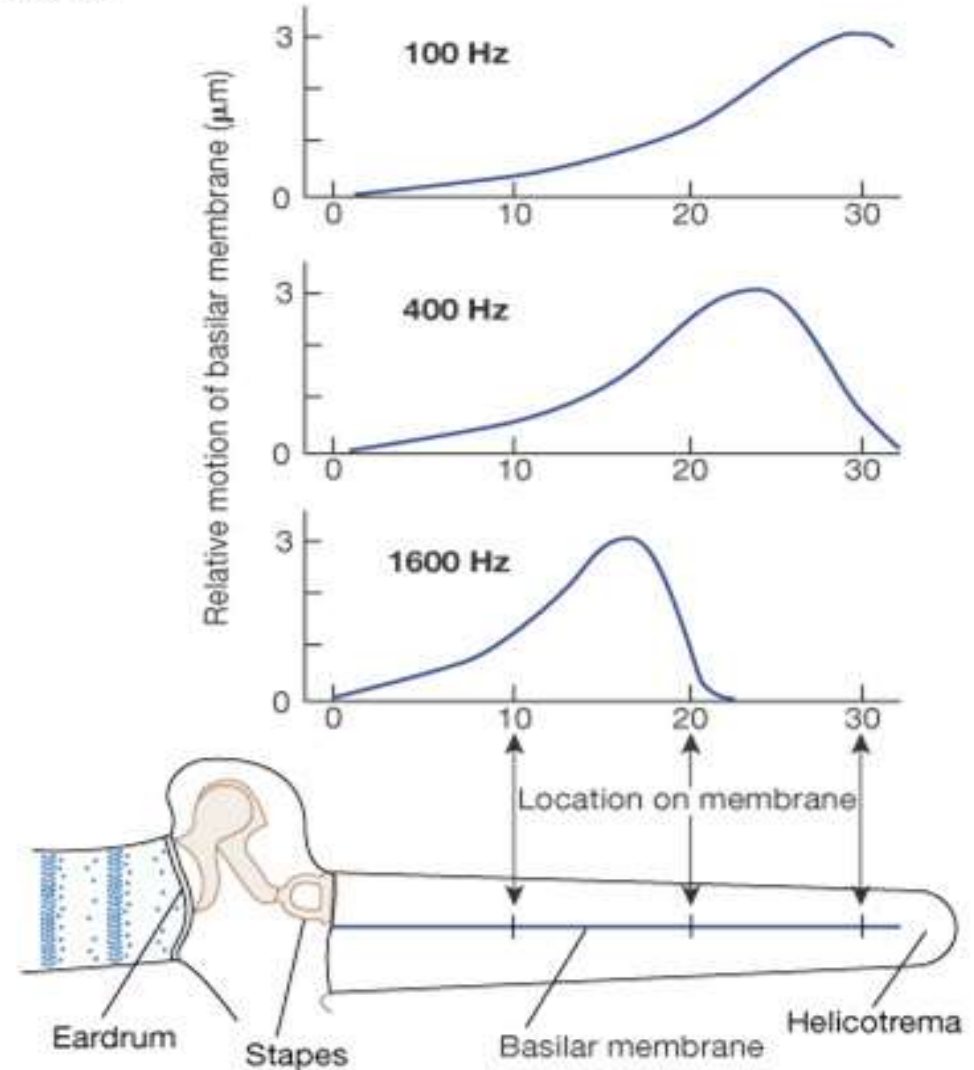 Relative motion of basilar membrane (μm)
3
100 Hz
0
0 10 20 30
3
400 Hz
0
0 10 20 30
3
1600 Hz
0
0 10 20 30
Location on membrane
Eardrum
Stapes
Basilar membrane
Helicotrema